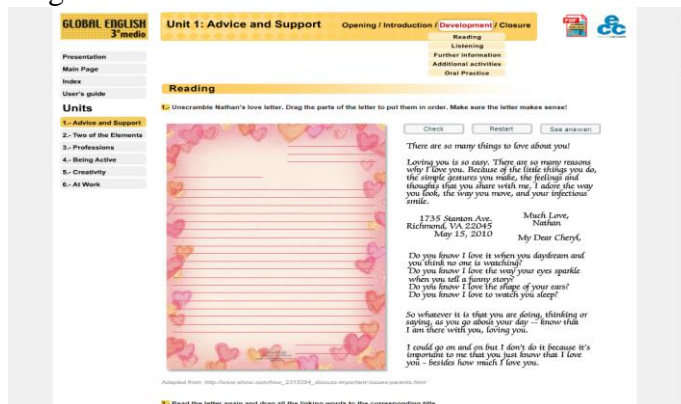 GLOBAL ENGLISH
3°medio
Unit 1: Advice and Support
Opening / Introduction / Development / Closure
Reading
Listening
Further information
Additional activities
Oral Practice
PDF
ecc
Presentation
Main Page
Index
User's guide
Units
1.- Advice and Support
2.- Two of the Elements
3.- Professions
4.- Being Active
5.- Creativity
6.- At Work
Reading
1.- Unscramble Nathan's love letter. Drag the parts of the letter to put them in order. Make sure the letter makes sense!
Check
Restart
See answer
There are so many things to love about you!
Loving you is so easy. There are so many reasons
why I love you. Because of the little things you do,
the simple gestures you make, the feelings and
thoughts that you share with me. I adore the way
you look, the way you move, and your infectious
smile.
1735 Stanton Ave.
Richmond, VA 22045
May 15, 2010
Much Love,
Nathan
My Dear Cheryl,
Do you know I love it when you daydream and
you think no one is watching?
Do you know I love the way your eyes sparkle
when you tell a funny story?
Do you know I love the shape of your ears?
Do you know I love to watch you sleep?
So whatever it is that you are doing, thinking or
saying, as you go about your day -- know that
I am there with you, loving you.
I could go on and on but I don't do it because it's
important to me that you just know that I love
you - besides how much I love you.
Adapted from: http://www.ehow.com/how_2315204_discuss-important-issues-parents.html
2.- Read the letter again and drag all the linking words to the corresponding title.